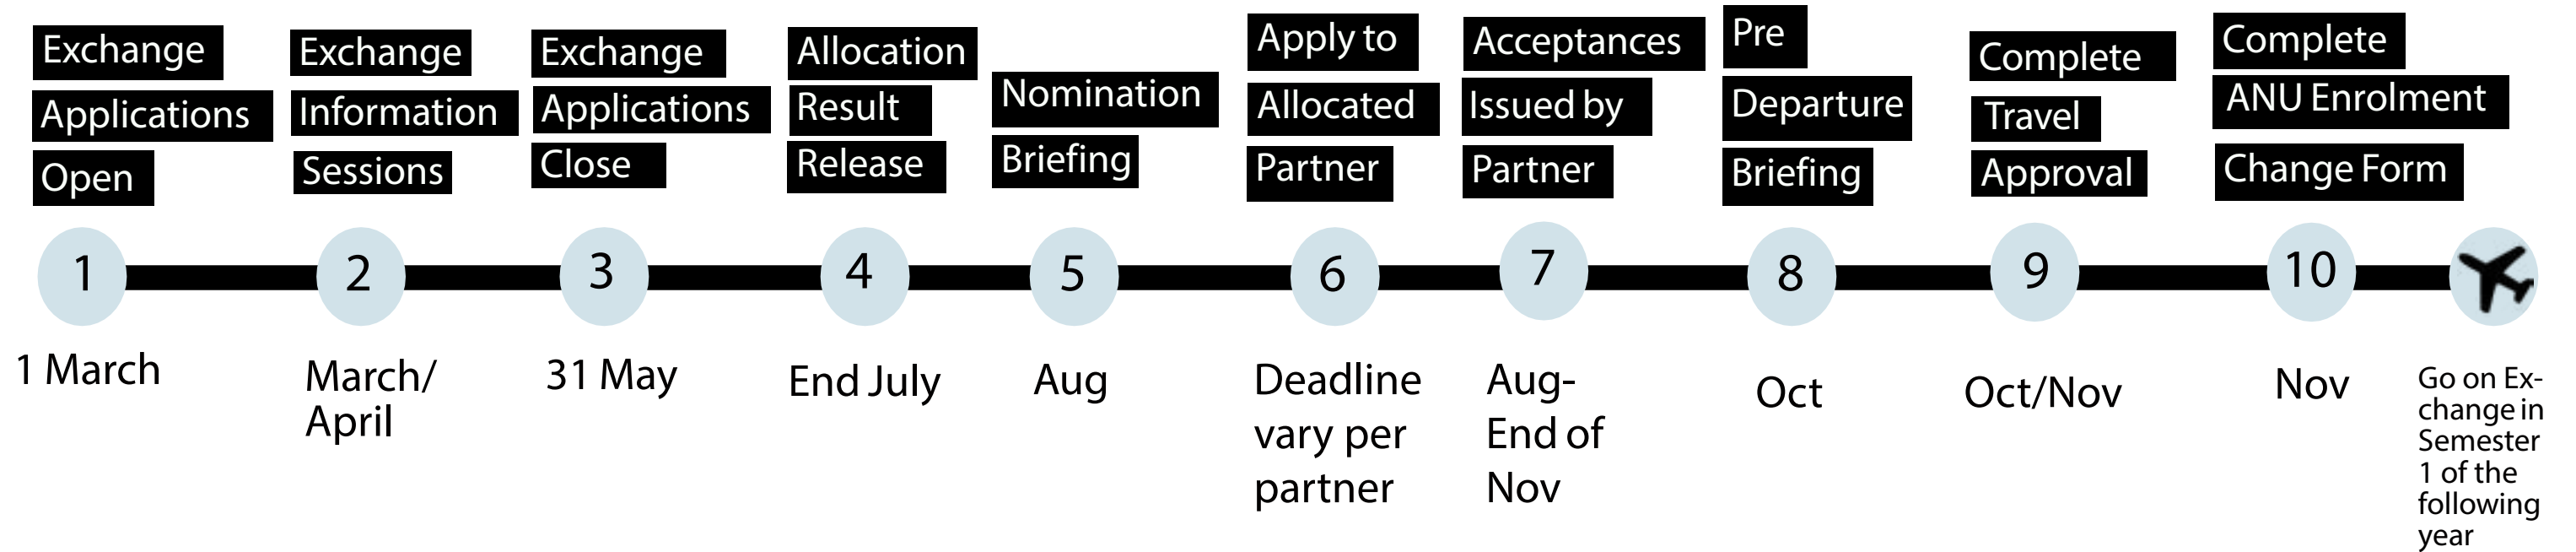 Exchange
Applications
Open
Exchange
Information
Sessions
Exchange
Applications
Close
Allocation
Result
Release
Nomination
Briefing
Apply to
Allocated
Partner
Acceptances
Issued by
Partner
Pre
Departure
Briefing
Complete
Travel
Approval
Complete
ANU Enrolment
Change Form
1
2
3
4
5
6
7
8
9
10
1 March
March/
April
31 May
End July
Aug
Deadline
vary per
partner
Aug-
End of
Nov
Oct
Oct/Nov
Nov
Go on Ex-
change in
Semester
1 of the
following
year